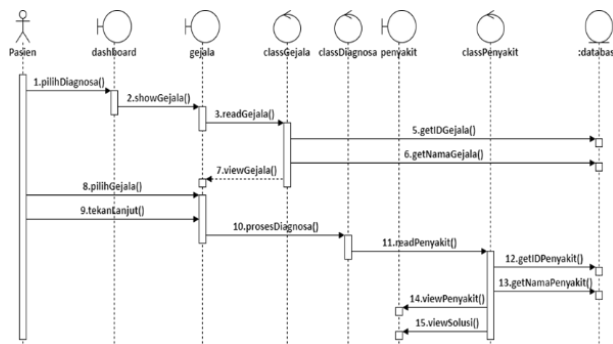 Pasien
dashboard
gejala
classGejala
classDiagnosa
penyakit
classPenyakit
:databas
1.pilihDiagnosa()
2.showGejala()
3.readGejala()
5.getIDGejala()
6.getNamaGejala()
7.viewGejala()
8.pilihGejala()
9.tekanLanjut()
10.prosesDiagnosa()
11.readPenyakit()
12.getIDPenyakit()
13.getNamaPenyakit()
14.viewPenyakit()
15.viewSolusi()